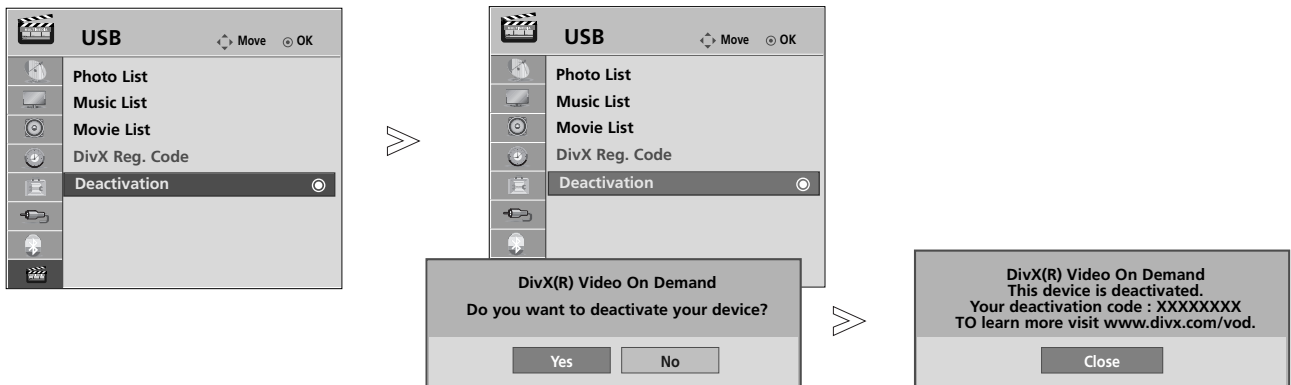 USB
Move OK
Photo List
Music List
Movie List
DivX Reg. Code
Deactivation
USB
Move OK
Photo List
Music List
Movie List
DivX Reg. Code
Deactivation
DivX(R) Video On Demand
Do you want to deactivate your device?
Yes No
DivX(R) Video On Demand
This device is deactivated.
Your deactivation code : XXXXXXXX
TO learn more visit www.divx.com/vod.
Close